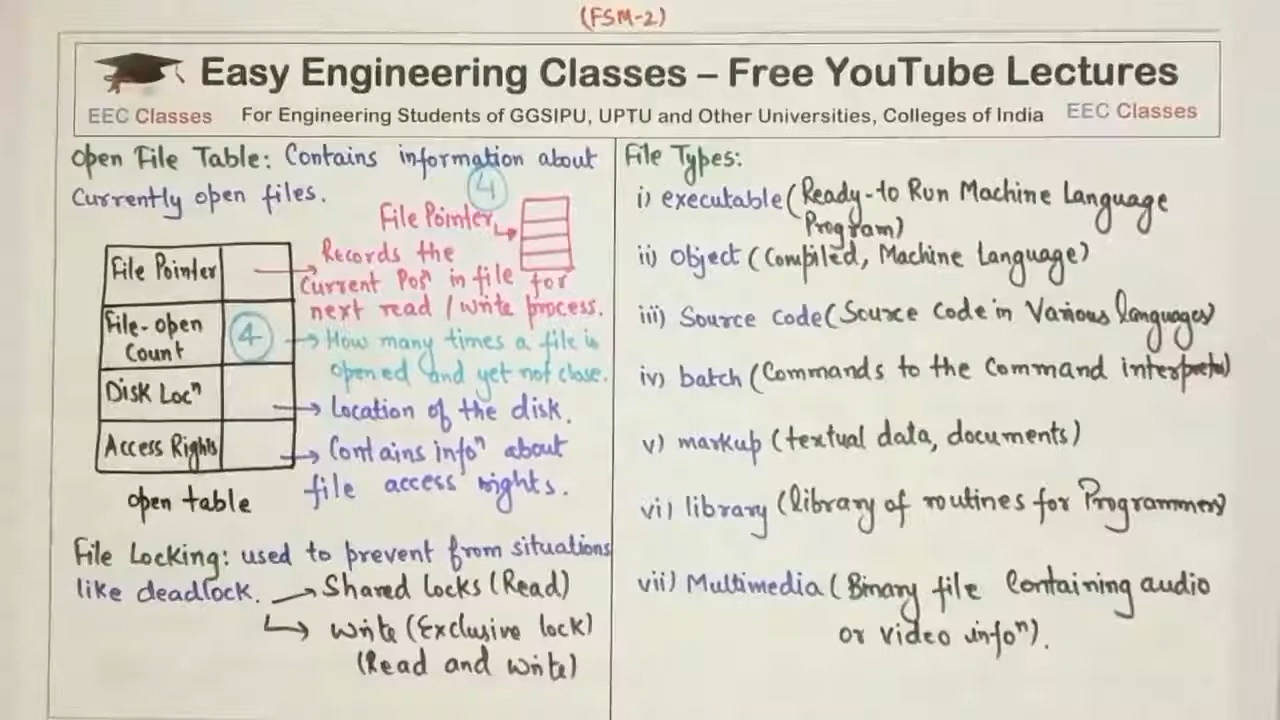 (FSM-2)
Easy Engineering Classes – Free YouTube Lectures
EEC Classes For Engineering Students of GGSIPU, UPTU and Other Universities, Colleges of India EEC Classes
Open File Table: Contains information about
Currently open files.
4
File Pointer
File Pointer
Records the
Current Posⁿ in file for
next read / write process.
File-open
Count
4
How many times a file is
opened and yet not close.
Disk Locⁿ
Location of the disk.
Access Rights
Contains infoⁿ about
file access rights.
open table
File Locking: used to prevent from situations
like deadlock. Shared Locks (Read)
Write (Exclusive lock)
(Read and Write)
File Types:
i) executable (Ready-to Run Machine Language
Program)
ii) Object (Compiled, Machine Language)
iii) Source code (Source Code in Various languages)
iv) batch (Commands to the Command interpreter)
v) markup (textual data, documents)
vi) library (library of routines for Programmers)
vii) Multimedia (Binary file Containing audio
or video infoⁿ).